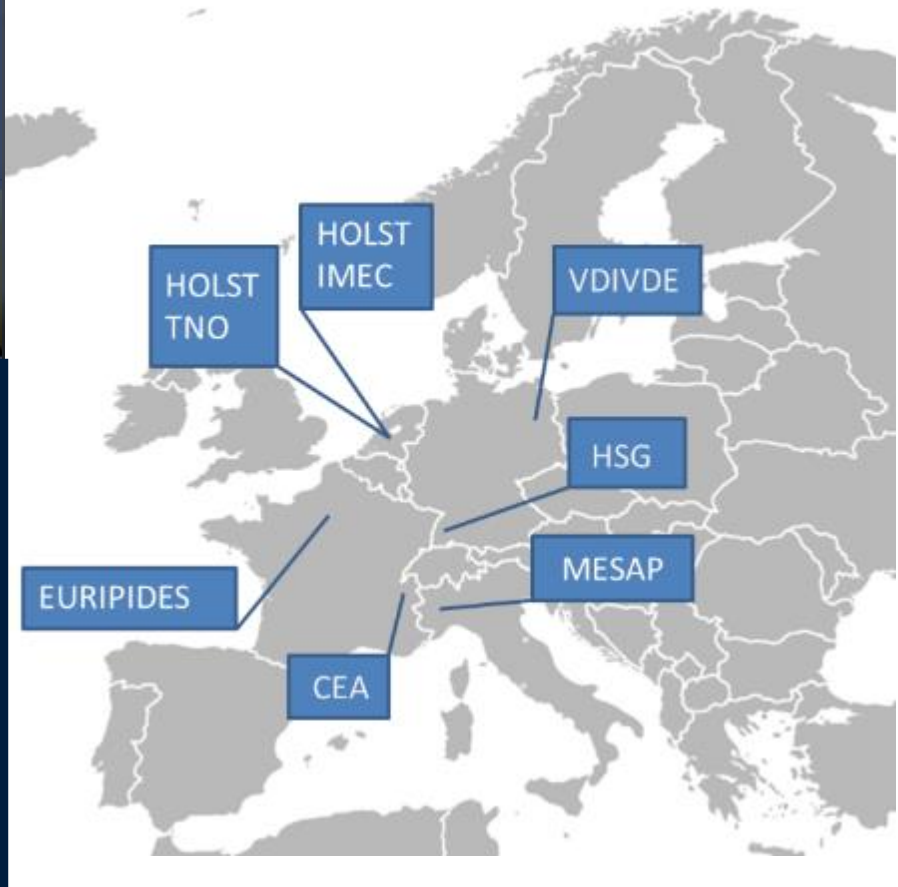 HOLST
IMEC
HOLST
TNO
VDIVDE
HSG
MESAP
EURIPIDES
CEA